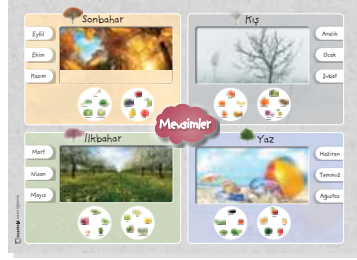 Sonbahar
Eylül
Ekim
Kasım
Kış
Aralık
Ocak
Şubat
Mevsimler
İlkbahar
Mart
Nisan
Mayıs
Yaz
Haziran
Temmuz
Ağustos